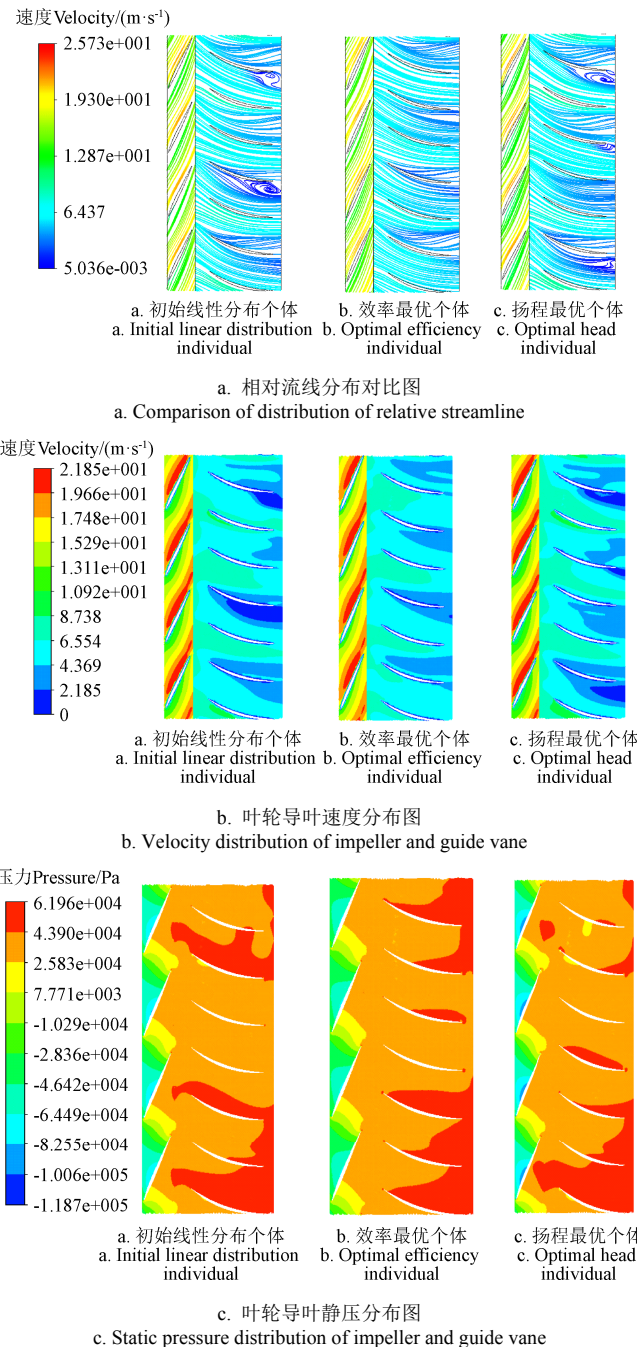 速度Velocity/(m·s⁻¹)
2.573e+001
1.930e+001
1.287e+001
6.437
5.036e-003
a. 初始线性分布个体
a. Initial linear distribution
individual
b. 效率最优个体
b. Optimal efficiency
individual
c. 扬程最优个体
c. Optimal head
individual
a. 相对流线分布对比图
a. Comparison of distribution of relative streamline
速度Velocity/(m·s⁻¹)
2.185e+001
1.966e+001
1.748e+001
1.529e+001
1.311e+001
1.092e+001
8.738
6.554
4.369
2.185
0
a. 初始线性分布个体
a. Initial linear distribution
individual
b. 效率最优个体
b. Optimal efficiency
individual
c. 扬程最优个体
c. Optimal head
individual
b. 叶轮导叶速度分布图
b. Velocity distribution of impeller and guide vane
压力Pressure/Pa
6.196e+004
4.390e+004
2.583e+004
7.771e+003
-1.029e+004
-2.836e+004
-4.642e+004
-6.449e+004
-8.255e+004
-1.006e+005
-1.187e+005
a. 初始线性分布个体
a. Initial linear distribution
individual
b. 效率最优个体
b. Optimal efficiency
individual
c. 扬程最优个体
c. Optimal head
individual
c. 叶轮导叶静压分布图
c. Static pressure distribution of impeller and guide vane